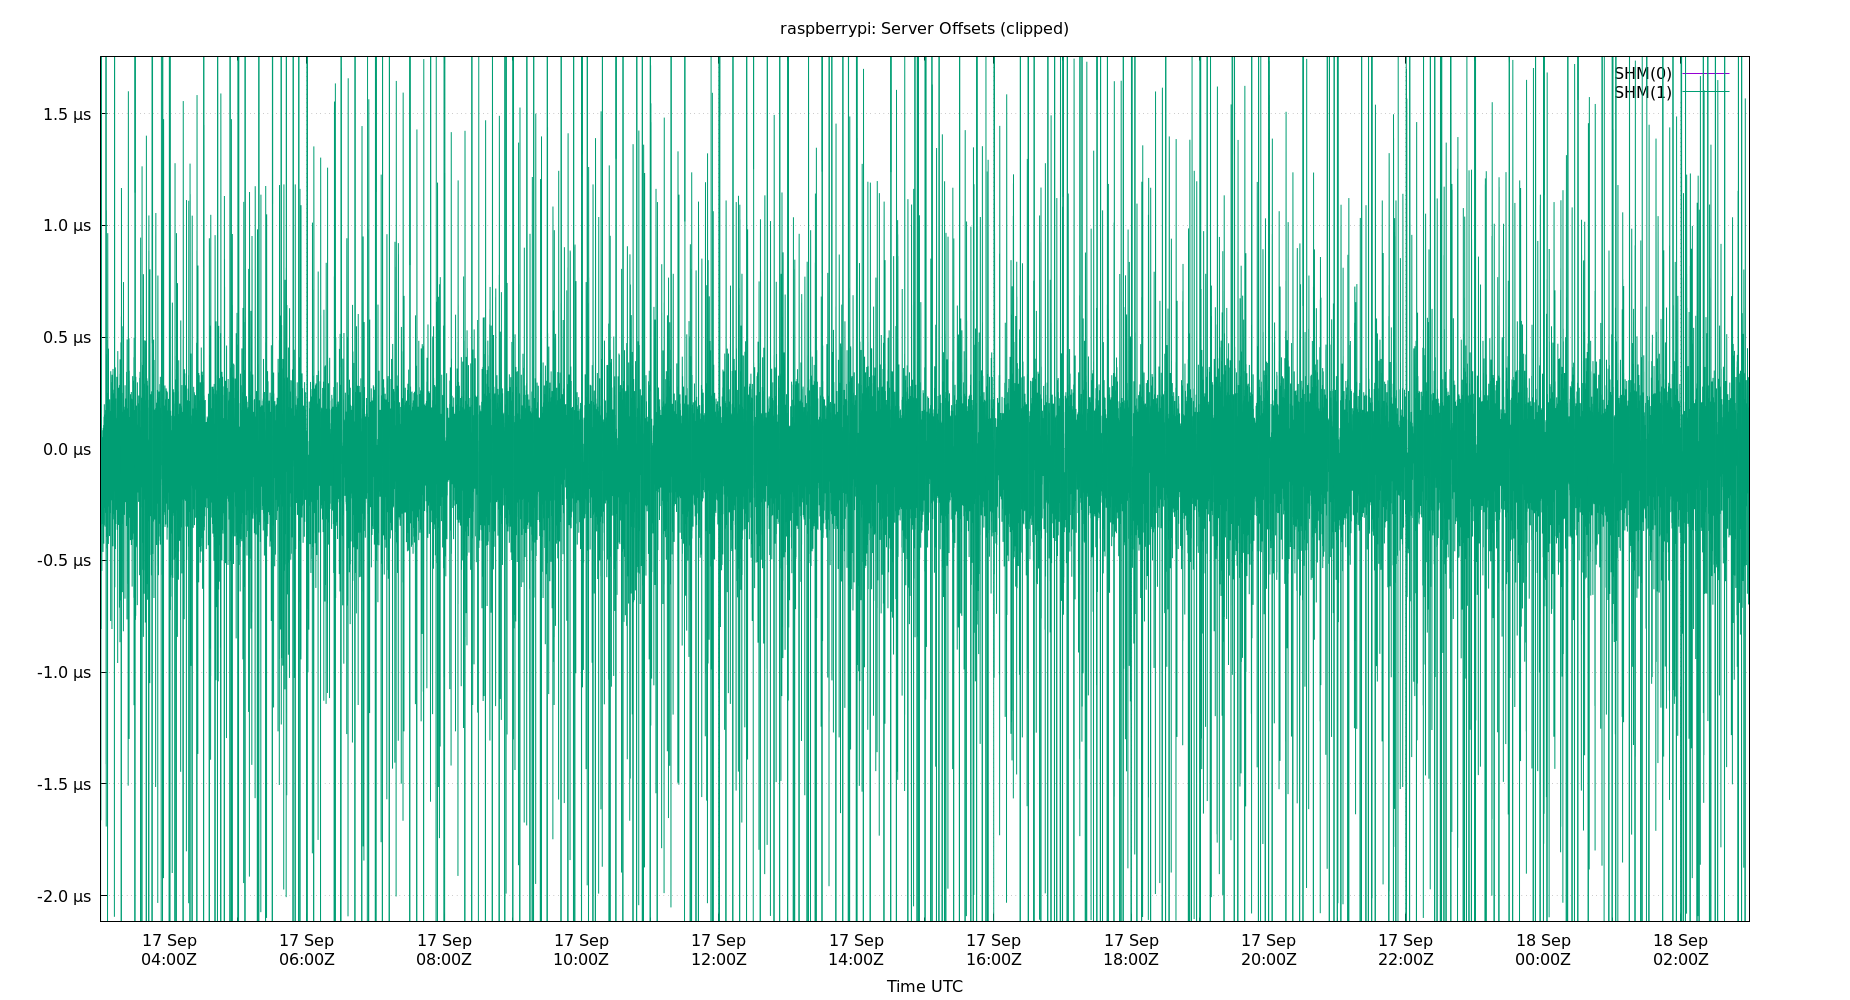 raspberrypi: Server Offsets (clipped)
SHM(0)
SHM(1)
1.5 µs
1.0 µs
0.5 µs
0.0 µs
-0.5 µs
-1.0 µs
-1.5 µs
-2.0 µs
17 Sep 17 Sep 17 Sep 17 Sep 17 Sep 17 Sep 17 Sep 17 Sep 17 Sep 17 Sep 18 Sep 18 Sep
04:00Z 06:00Z 08:00Z 10:00Z 12:00Z 14:00Z 16:00Z 18:00Z 20:00Z 22:00Z 00:00Z 02:00Z
Time UTC